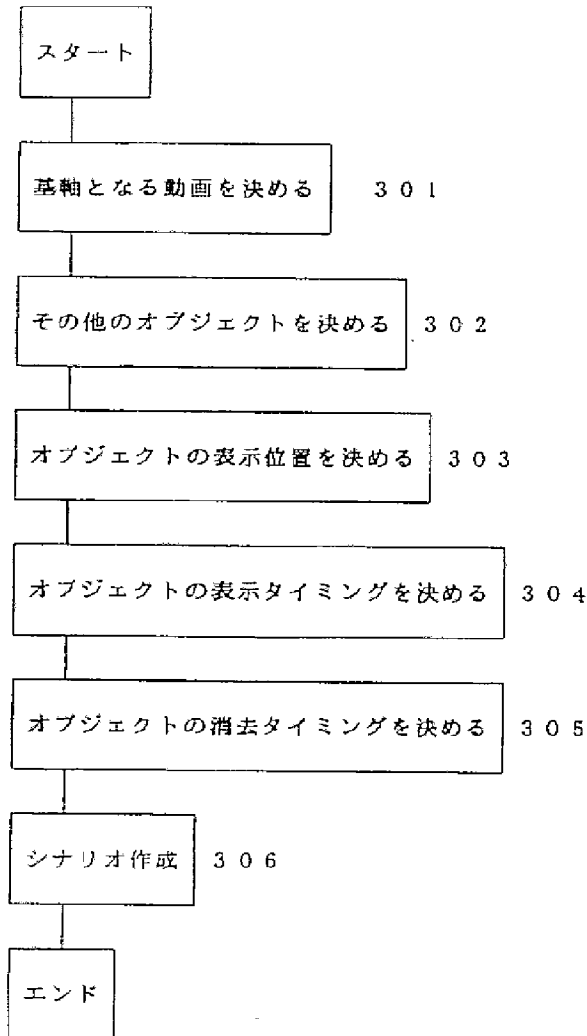 スタート
基軸となる動画を決める 301
その他のオブジェクトを決める 302
オブジェクトの表示位置を決める 303
オブジェクトの表示タイミングを決める 304
オブジェクトの消去タイミングを決める 305
シナリオ作成 306
エンド